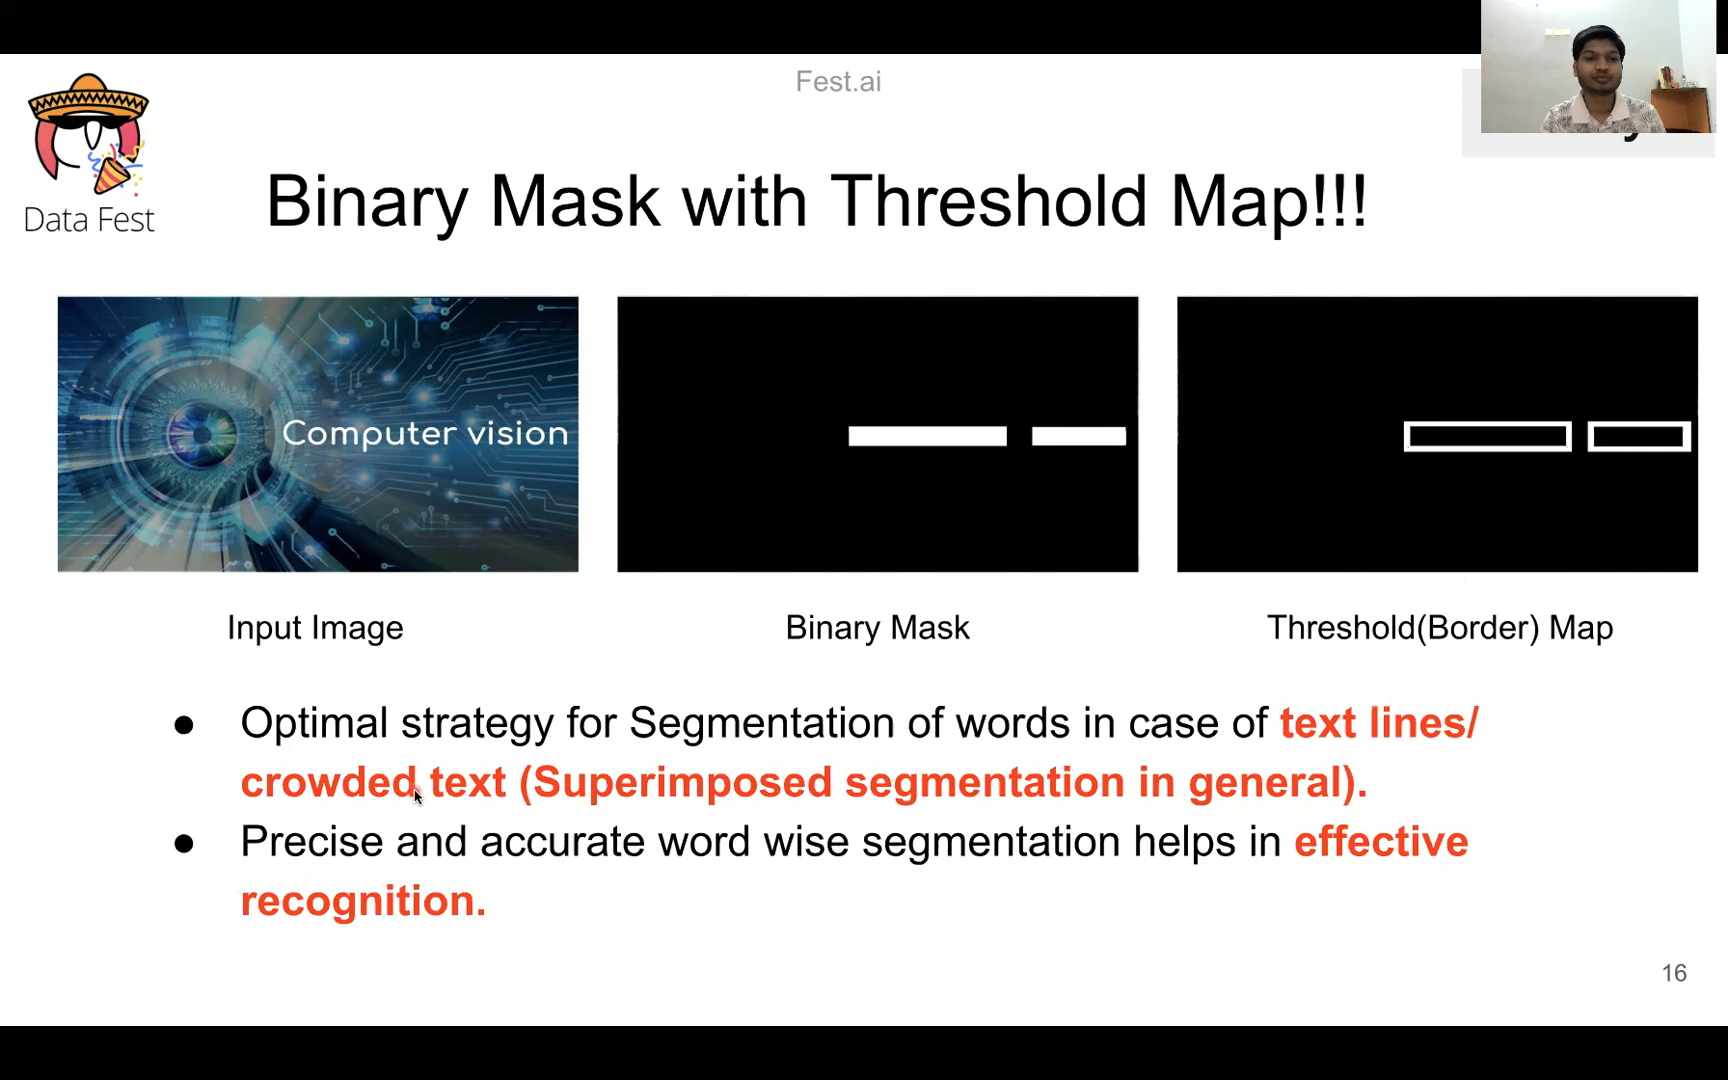 Fest.ai
Data Fest
Binary Mask with Threshold Map!!!
Computer vision
Input Image
Binary Mask
Threshold(Border) Map
● Optimal strategy for Segmentation of words in case of text lines/
crowded text (Superimposed segmentation in general).
● Precise and accurate word wise segmentation helps in effective
recognition.
16